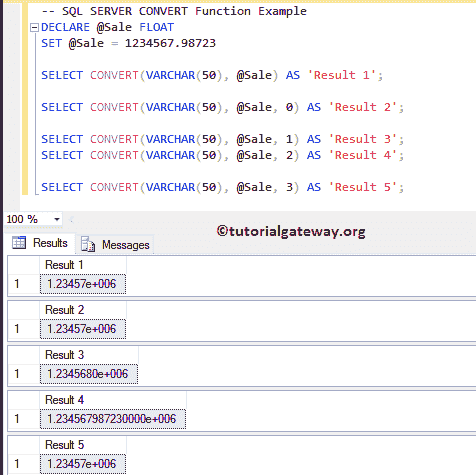 -- SQL SERVER CONVERT Function Example
DECLARE @Sale FLOAT
SET @Sale = 1234567.98723
SELECT CONVERT(VARCHAR(50), @Sale) AS 'Result 1';
SELECT CONVERT(VARCHAR(50), @Sale, 0) AS 'Result 2';
SELECT CONVERT(VARCHAR(50), @Sale, 1) AS 'Result 3';
SELECT CONVERT(VARCHAR(50), @Sale, 2) AS 'Result 4';
SELECT CONVERT(VARCHAR(50), @Sale, 3) AS 'Result 5';
100 %
Results Messages
©tutorialgateway.org
Result 1
1 1.23457e+006
Result 2
1 1.23457e+006
Result 3
1 1.2345680e+006
Result 4
1 1.234567987230000e+006
Result 5
1 1.23457e+006